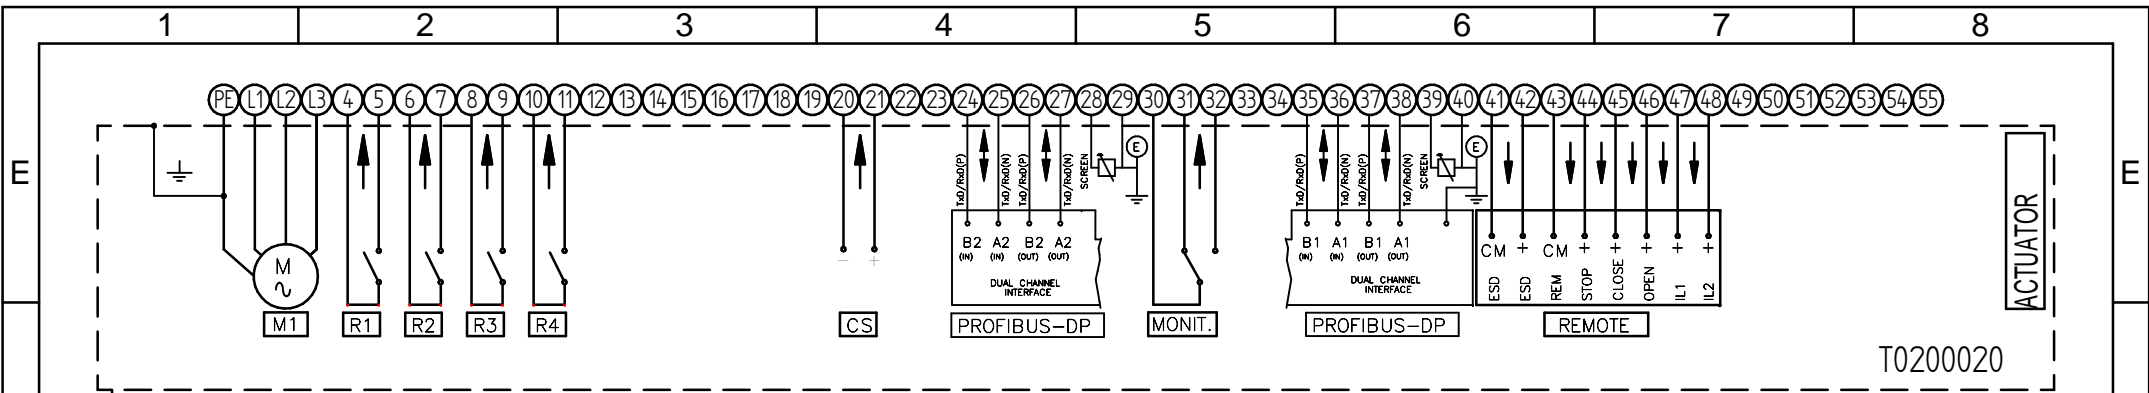 1 2 3 4 5 6 7 8
PE L1 L2 L3 4 5 6 7 8 9 10 11 12 13 14 15 16 17 18 19 20 21 22 23 24 25 26 27 28 29 30 31 32 33 34 35 36 37 38 39 40 41 42 43 44 45 46 47 48 49 50 51 52 53 54 55
E E E E
TxD/RxD(P) TxD/RxD(N) TxD/RxD(P) TxD/RxD(N) SCREEN TxD/RxD(P) TxD/RxD(N) TxD/RxD(P) TxD/RxD(N) SCREEN
B2 A2 B2 A2 B1 A1 B1 A1 CM + CM + + + + +
(IN) (IN) (OUT) (OUT) (IN) (IN) (OUT) (OUT)
− +
M
∿
DUAL CHANNEL
INTERFACE
DUAL CHANNEL
INTERFACE
ESD ESD REM STOP CLOSE OPEN IL1 IL2
ACTUATOR
M1 R1 R2 R3 R4 CS PROFIBUS-DP MONIT. PROFIBUS-DP REMOTE
T0200020